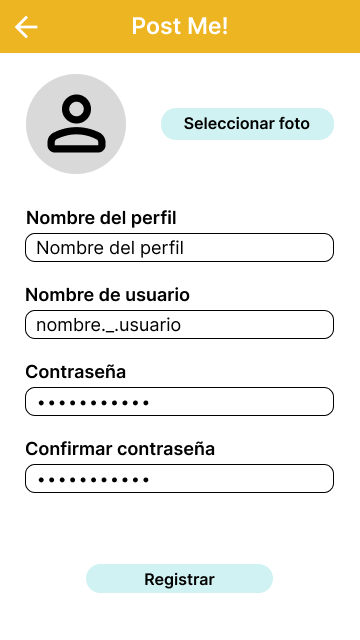 Post Me!
Seleccionar foto
Nombre del perfil
Nombre del perfil
Nombre de usuario
nombre._.usuario
Contraseña
•••••••••••
Confirmar contraseña
•••••••••••
Registrar